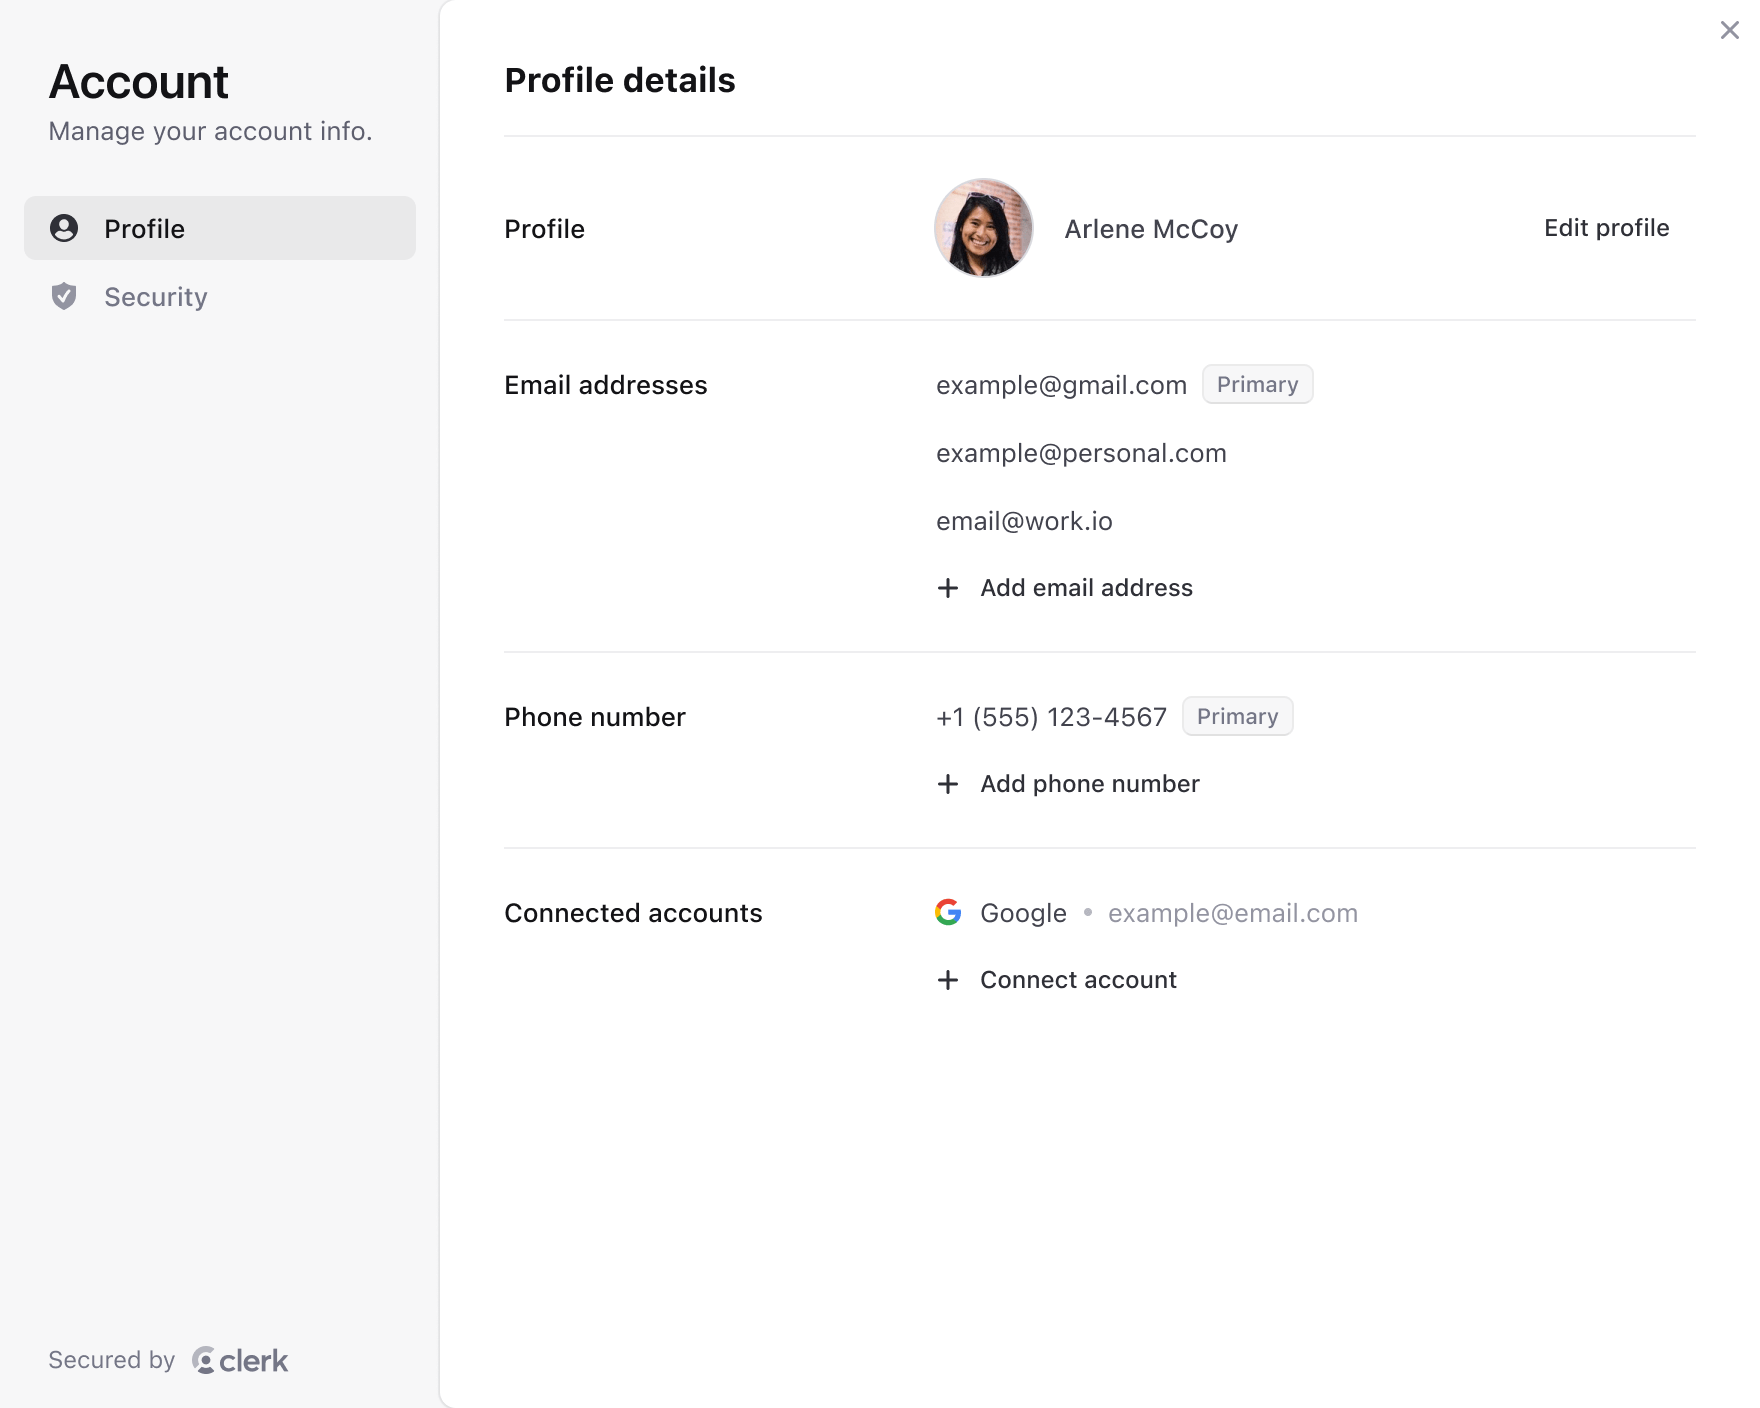 Account
Manage your account info.
Profile
Security
Secured by clerk
Profile details
Profile
Arlene McCoy
Edit profile
Email addresses
example@gmail.com Primary
example@personal.com
email@work.io
+ Add email address
Phone number
+1 (555) 123-4567 Primary
+ Add phone number
Connected accounts
Google • example@email.com
+ Connect account